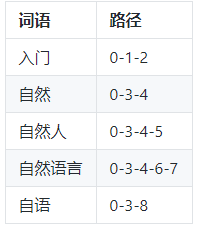 词语 路径
入门 0-1-2
自然 0-3-4
自然人 0-3-4-5
自然语言 0-3-4-6-7
自语 0-3-8